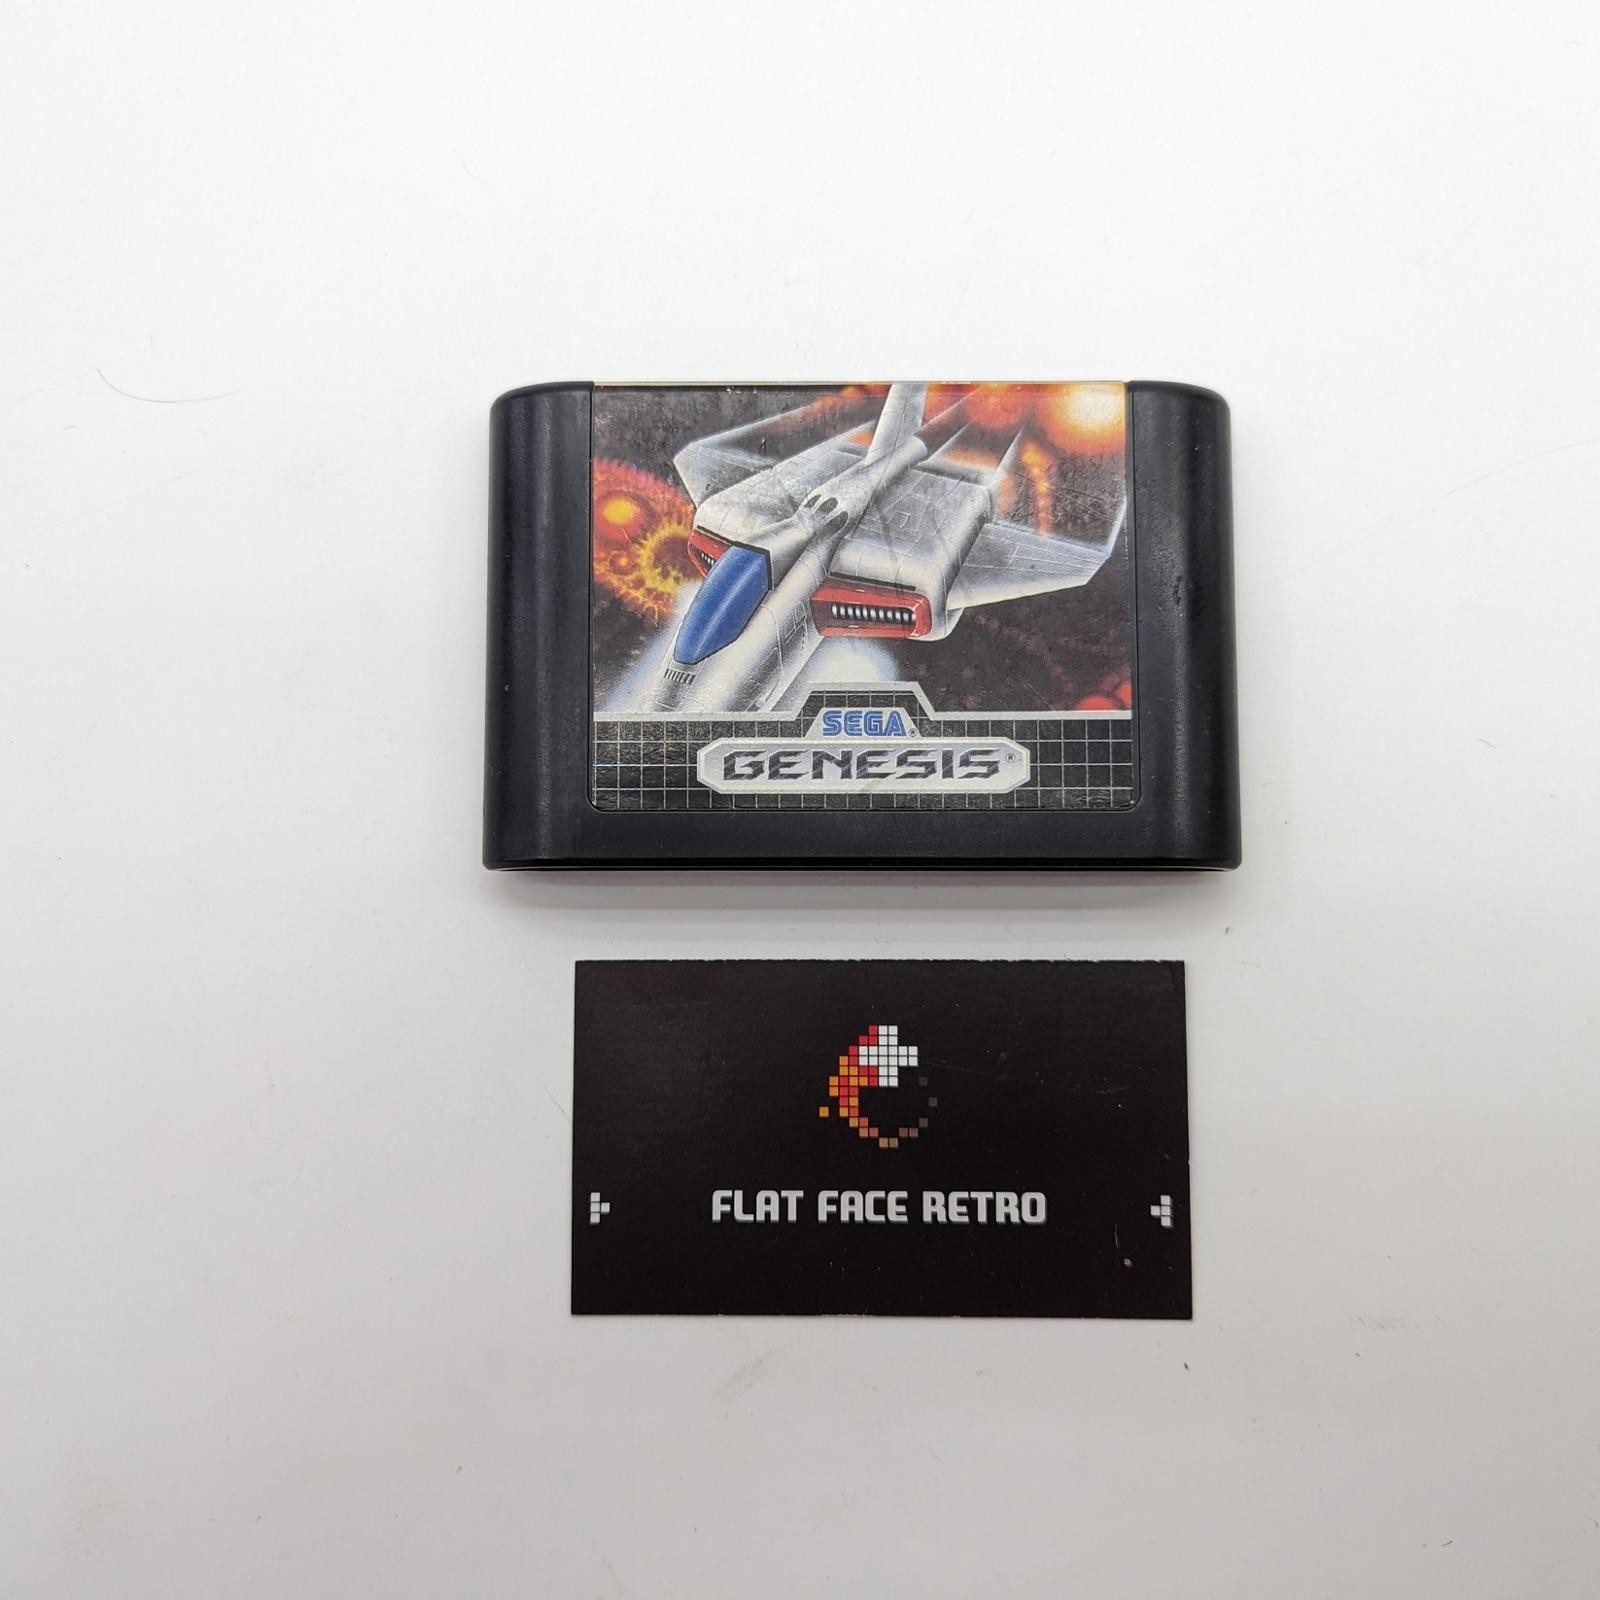 SEGA®
GENESIS®
FLAT FACE RETRO